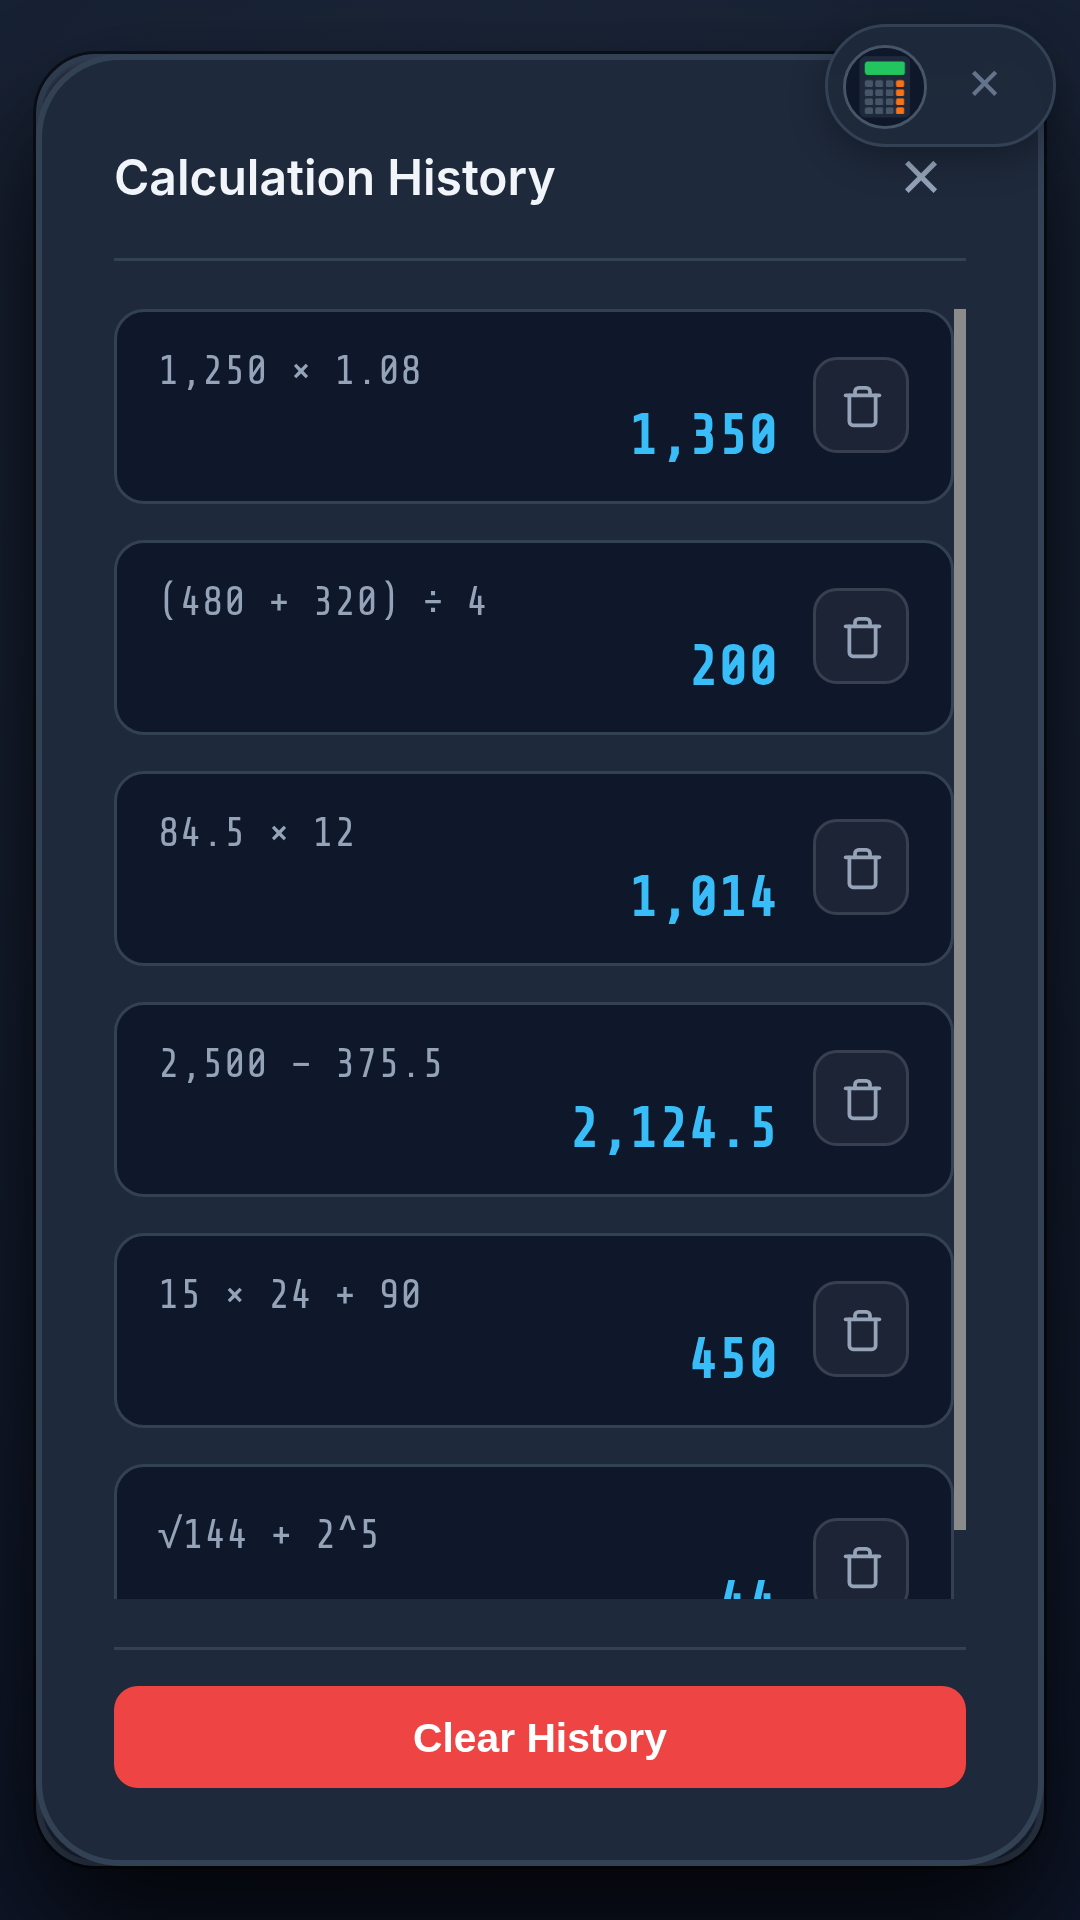 Calculation History
1,250 × 1.08
1,350
(480 + 320) ÷ 4
200
84.5 × 12
1,014
2,500 − 375.5
2,124.5
15 × 24 + 90
450
√144 + 2^5
44
Clear History